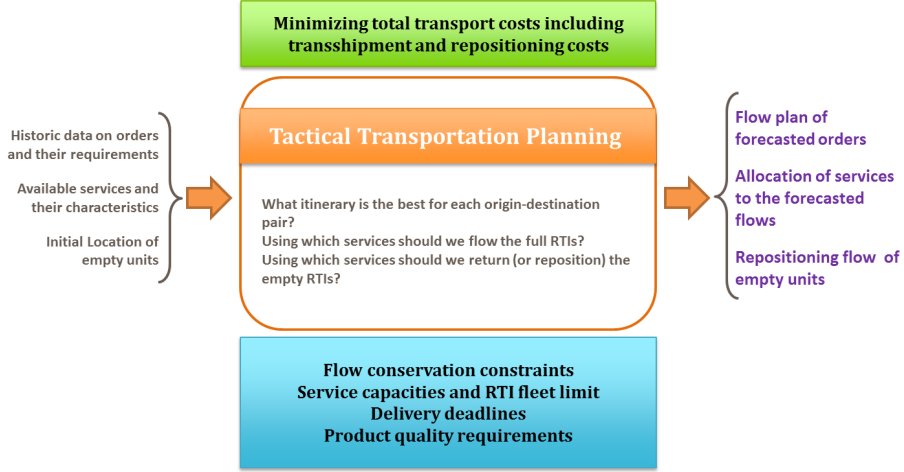 Minimizing total transport costs including
transshipment and repositioning costs
Historic data on orders
and their requirements
Available services and
their characteristics
Initial Location of
empty units
Tactical Transportation Planning
What itinerary is the best for each origin-destination
pair?
Using which services should we flow the full RTIs?
Using which services should we return (or reposition) the
empty RTIs?
Flow plan of
forecasted orders
Allocation of services
to the forecasted
flows
Repositioning flow of
empty units
Flow conservation constraints
Service capacities and RTI fleet limit
Delivery deadlines
Product quality requirements